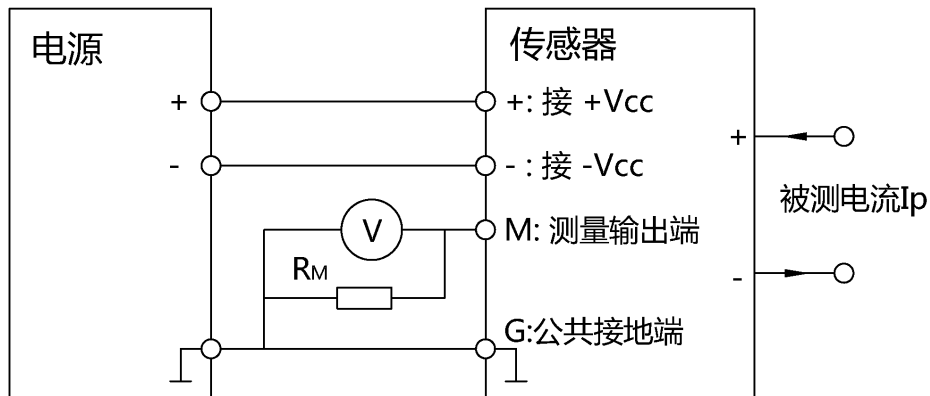 电源
传感器
+
+: 接 +Vcc
-
- : 接 -Vcc
+
被测电流Ip
V
M: 测量输出端
RM
-
G:公共接地端